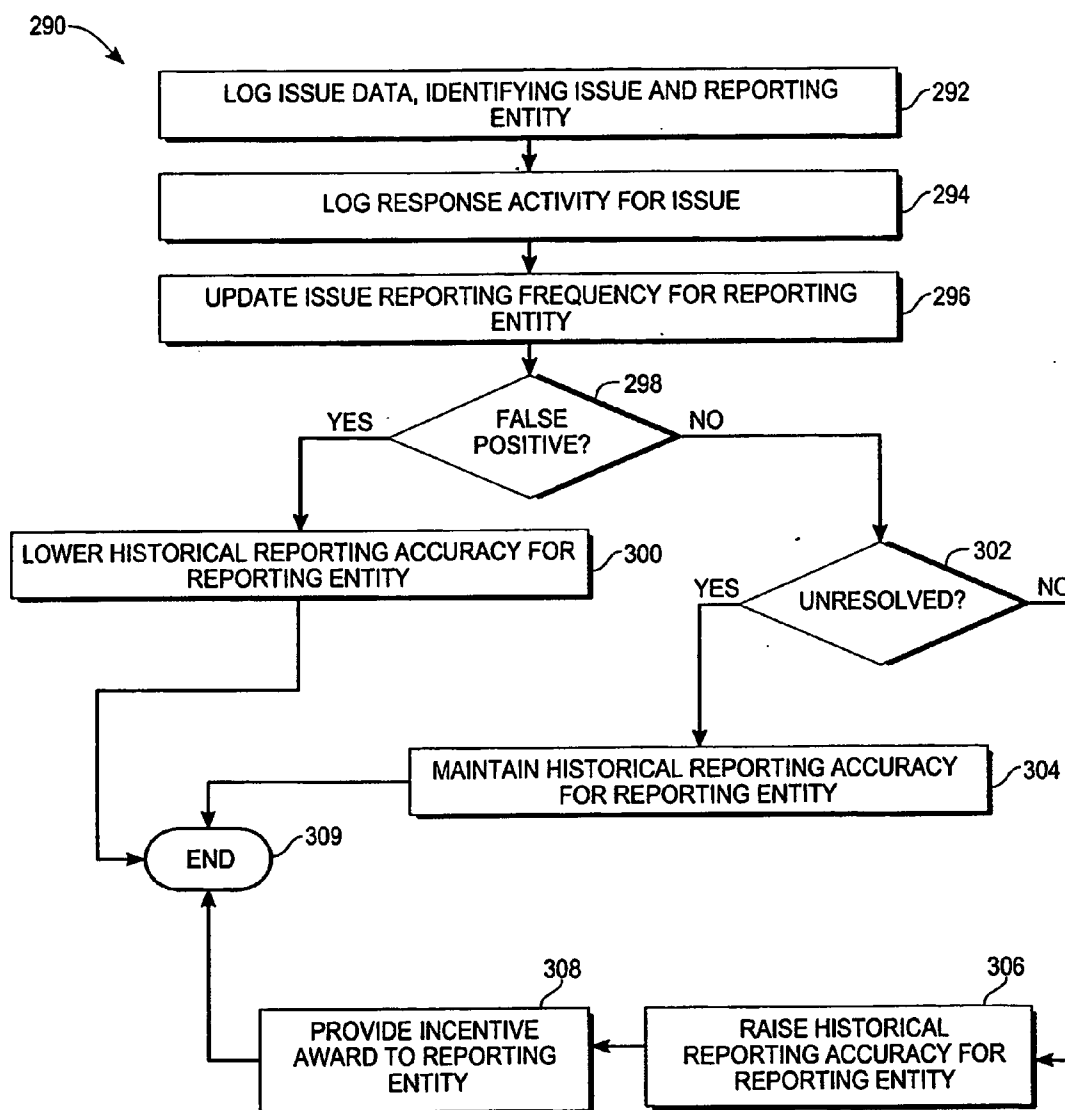 290
LOG ISSUE DATA, IDENTIFYING ISSUE AND REPORTING
ENTITY
292
LOG RESPONSE ACTIVITY FOR ISSUE
294
UPDATE ISSUE REPORTING FREQUENCY FOR REPORTING
ENTITY
296
298
YES
FALSE
POSITIVE?
NO
LOWER HISTORICAL REPORTING ACCURACY FOR
REPORTING ENTITY
300
302
YES
UNRESOLVED?
NO
MAINTAIN HISTORICAL REPORTING ACCURACY
FOR REPORTING ENTITY
304
309
END
308
PROVIDE INCENTIVE
AWARD TO REPORTING
ENTITY
306
RAISE HISTORICAL
REPORTING ACCURACY FOR
REPORTING ENTITY